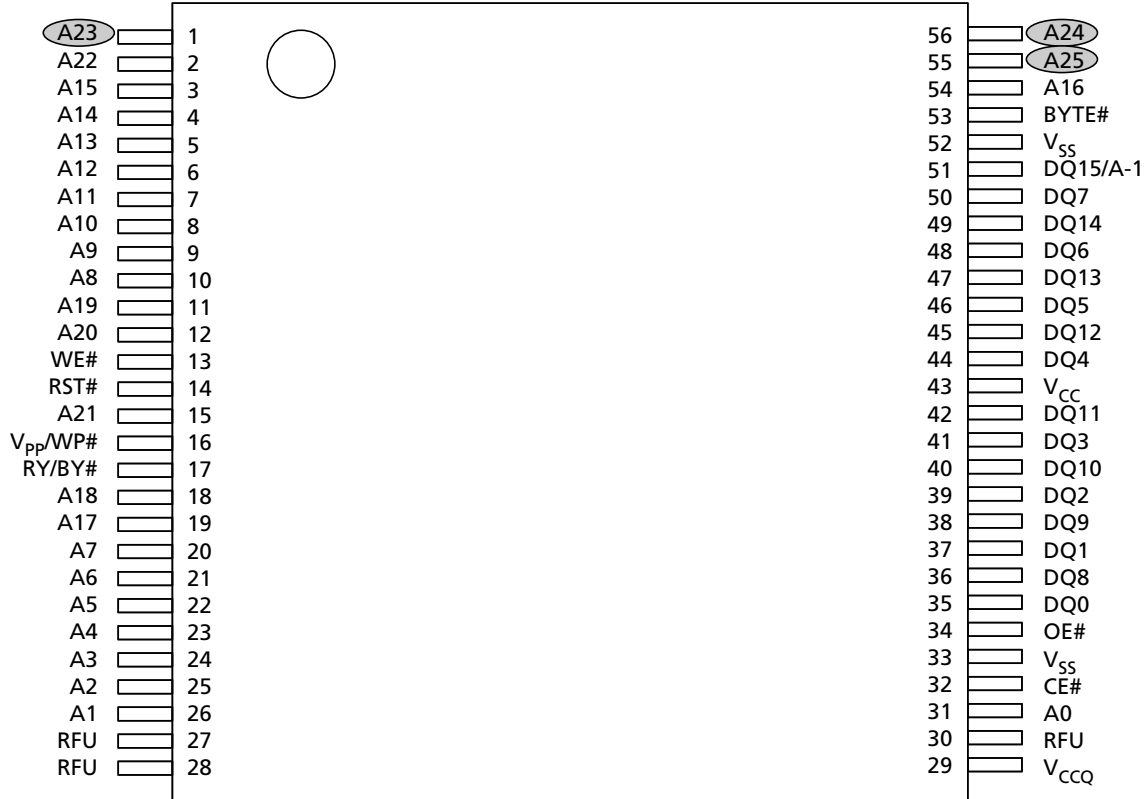 A23 1 56 A24
A22 2 55 A25
A15 3 54 A16
A14 4 53 BYTE#
A13 5 52 VSS
A12 6 51 DQ15/A-1
A11 7 50 DQ7
A10 8 49 DQ14
A9 9 48 DQ6
A8 10 47 DQ13
A19 11 46 DQ5
A20 12 45 DQ12
WE# 13 44 DQ4
RST# 14 43 VCC
A21 15 42 DQ11
VPP/WP# 16 41 DQ3
RY/BY# 17 40 DQ10
A18 18 39 DQ2
A17 19 38 DQ9
A7 20 37 DQ1
A6 21 36 DQ8
A5 22 35 DQ0
A4 23 34 OE#
A3 24 33 VSS
A2 25 32 CE#
A1 26 31 A0
RFU 27 30 RFU
RFU 28 29 VCCQ